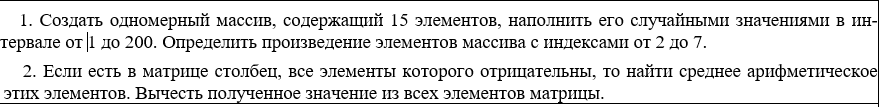 1. Создать одномерный массив, содержащий 15 элементов, наполнить его случайными значениями в ин-
тервале от 1 до 200. Определить произведение элементов массива с индексами от 2 до 7.
2. Если есть в матрице столбец, все элементы которого отрицательны, то найти среднее арифметическое
этих элементов. Вычесть полученное значение из всех элементов матрицы.